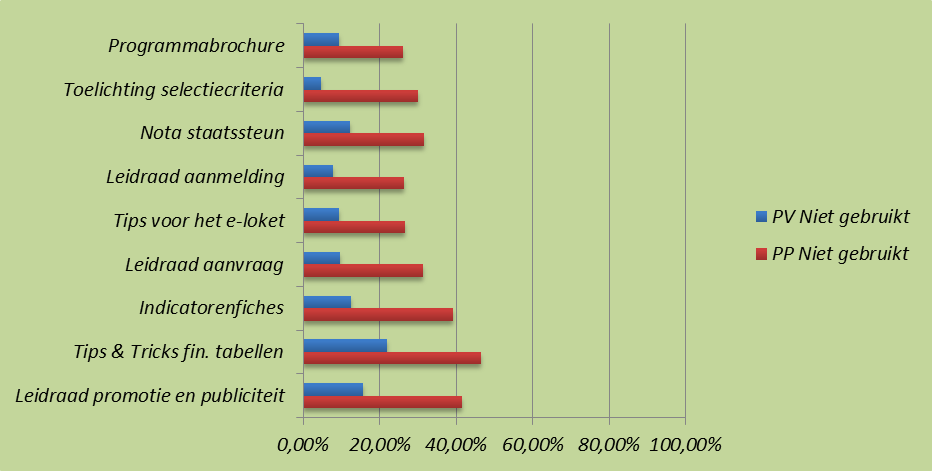 Programmabrochure
Toelichting selectiecriteria
Nota staatssteun
Leidraad aanmelding
Tips voor het e-loket
Leidraad aanvraag
Indicatorenfiches
Tips & Tricks fin. tabellen
Leidraad promotie en publiciteit
0,00% 20,00% 40,00% 60,00% 80,00% 100,00%
PV Niet gebruikt
PP Niet gebruikt